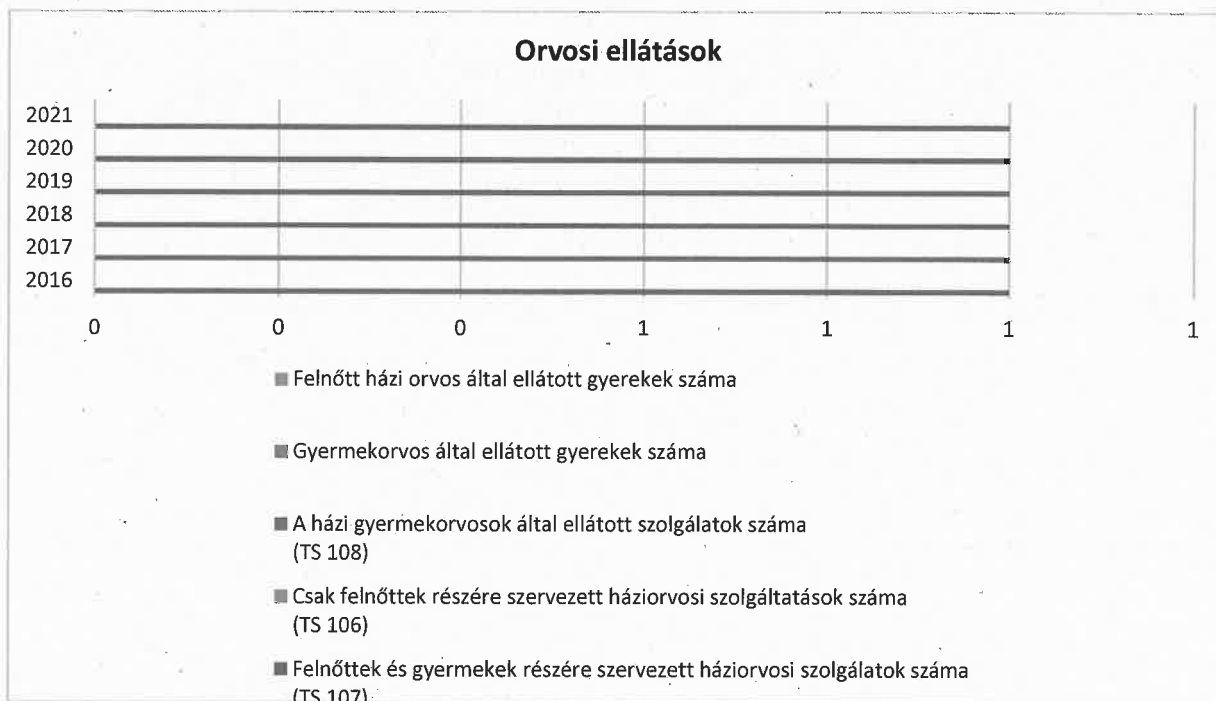 Orvosi ellátások
2021
2020
2019
2018
2017
2016
0 0 0 1 1 1 1
Felnőtt házi orvos által ellátott gyerekek száma
Gyermekorvos által ellátott gyerekek száma
A házi gyermekorvosok által ellátott szolgálatok száma
(TS 108)
Csak felnőttek részére szervezett háziorvosi szolgáltatások száma
(TS 106)
Felnőttek és gyermekek részére szervezett háziorvosi szolgálatok száma
(TS 107)